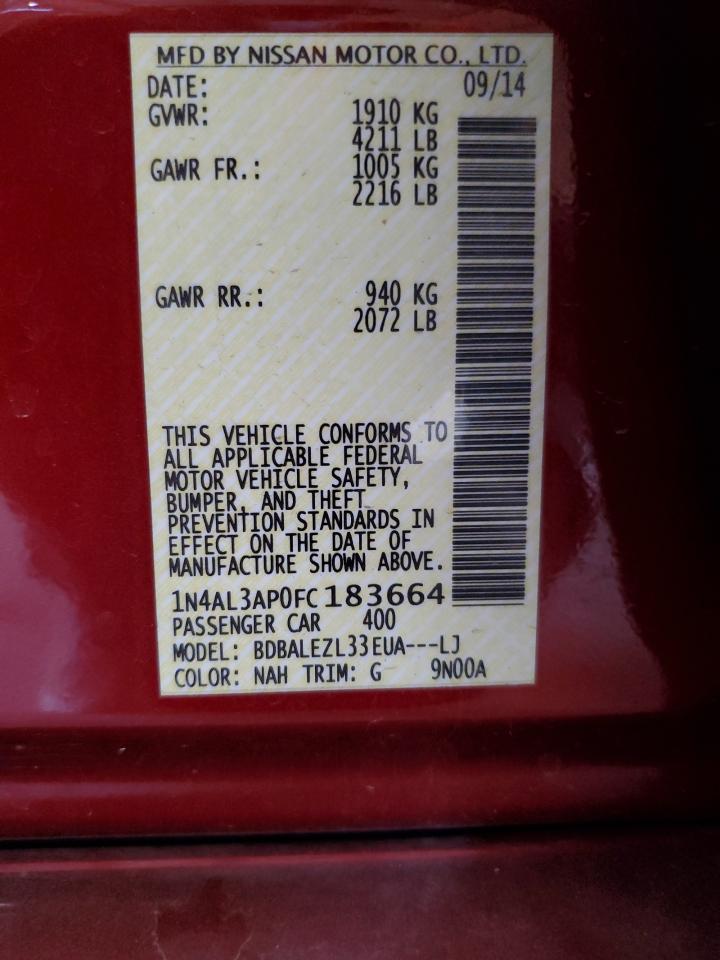 MFD BY NISSAN MOTOR CO., LTD.
DATE: 09/14
GVWR: 1910 KG
4211 LB
GAWR FR.: 1005 KG
2216 LB
GAWR RR.: 940 KG
2072 LB
THIS VEHICLE CONFORMS TO
ALL APPLICABLE FEDERAL
MOTOR VEHICLE SAFETY,
BUMPER, AND THEFT
PREVENTION STANDARDS IN
EFFECT ON THE DATE OF
MANUFACTURE SHOWN ABOVE.
1N4AL3AP0FC183664
PASSENGER CAR 400
MODEL: BDBALEZL33EUA---LJ
COLOR: NAH TRIM: G 9N00A